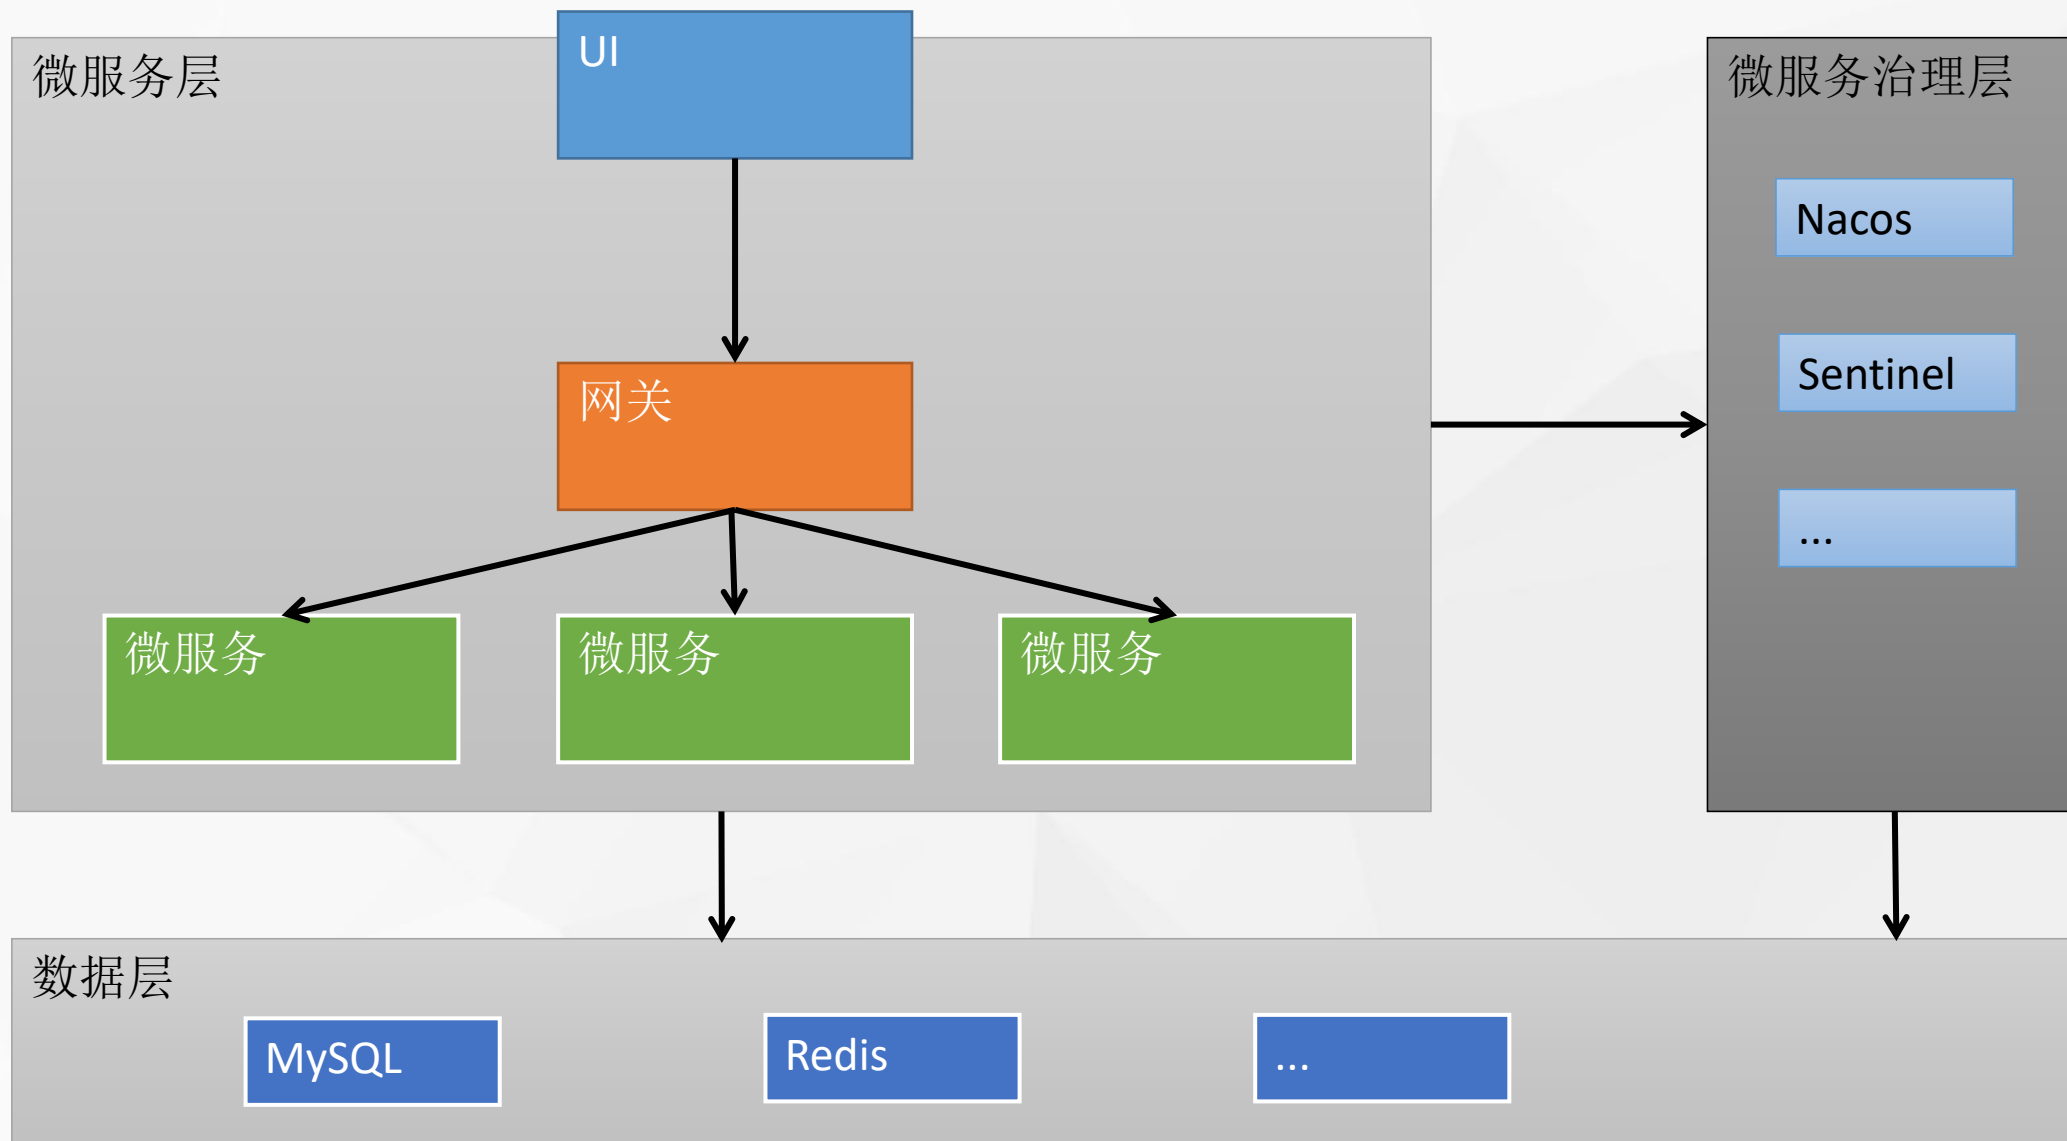 微服务层
UI
网关
微服务
微服务
微服务
微服务治理层
Nacos
Sentinel
...
数据层
MySQL
Redis
...